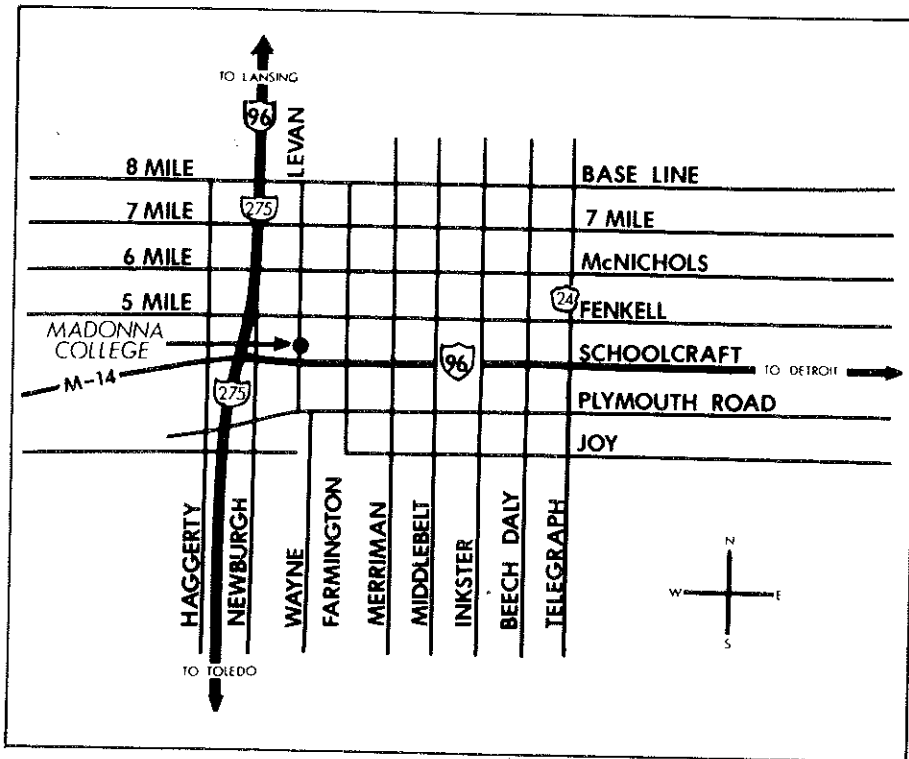 TO LANSING
96
LEVAN
8 MILE
BASE LINE
275
7 MILE
7 MILE
6 MILE
McNICHOLS
24
5 MILE
FENKELL
MADONNA
COLLEGE
SCHOOLCRAFT
96
TO DETROIT
M-14
275
PLYMOUTH ROAD
JOY
HAGGERTY
NEWBURGH
WAYNE
FARMINGTON
MERRIMAN
MIDDLEBELT
INKSTER
BEECH DALY
TELEGRAPH
N
W
E
S
TO TOLEDO